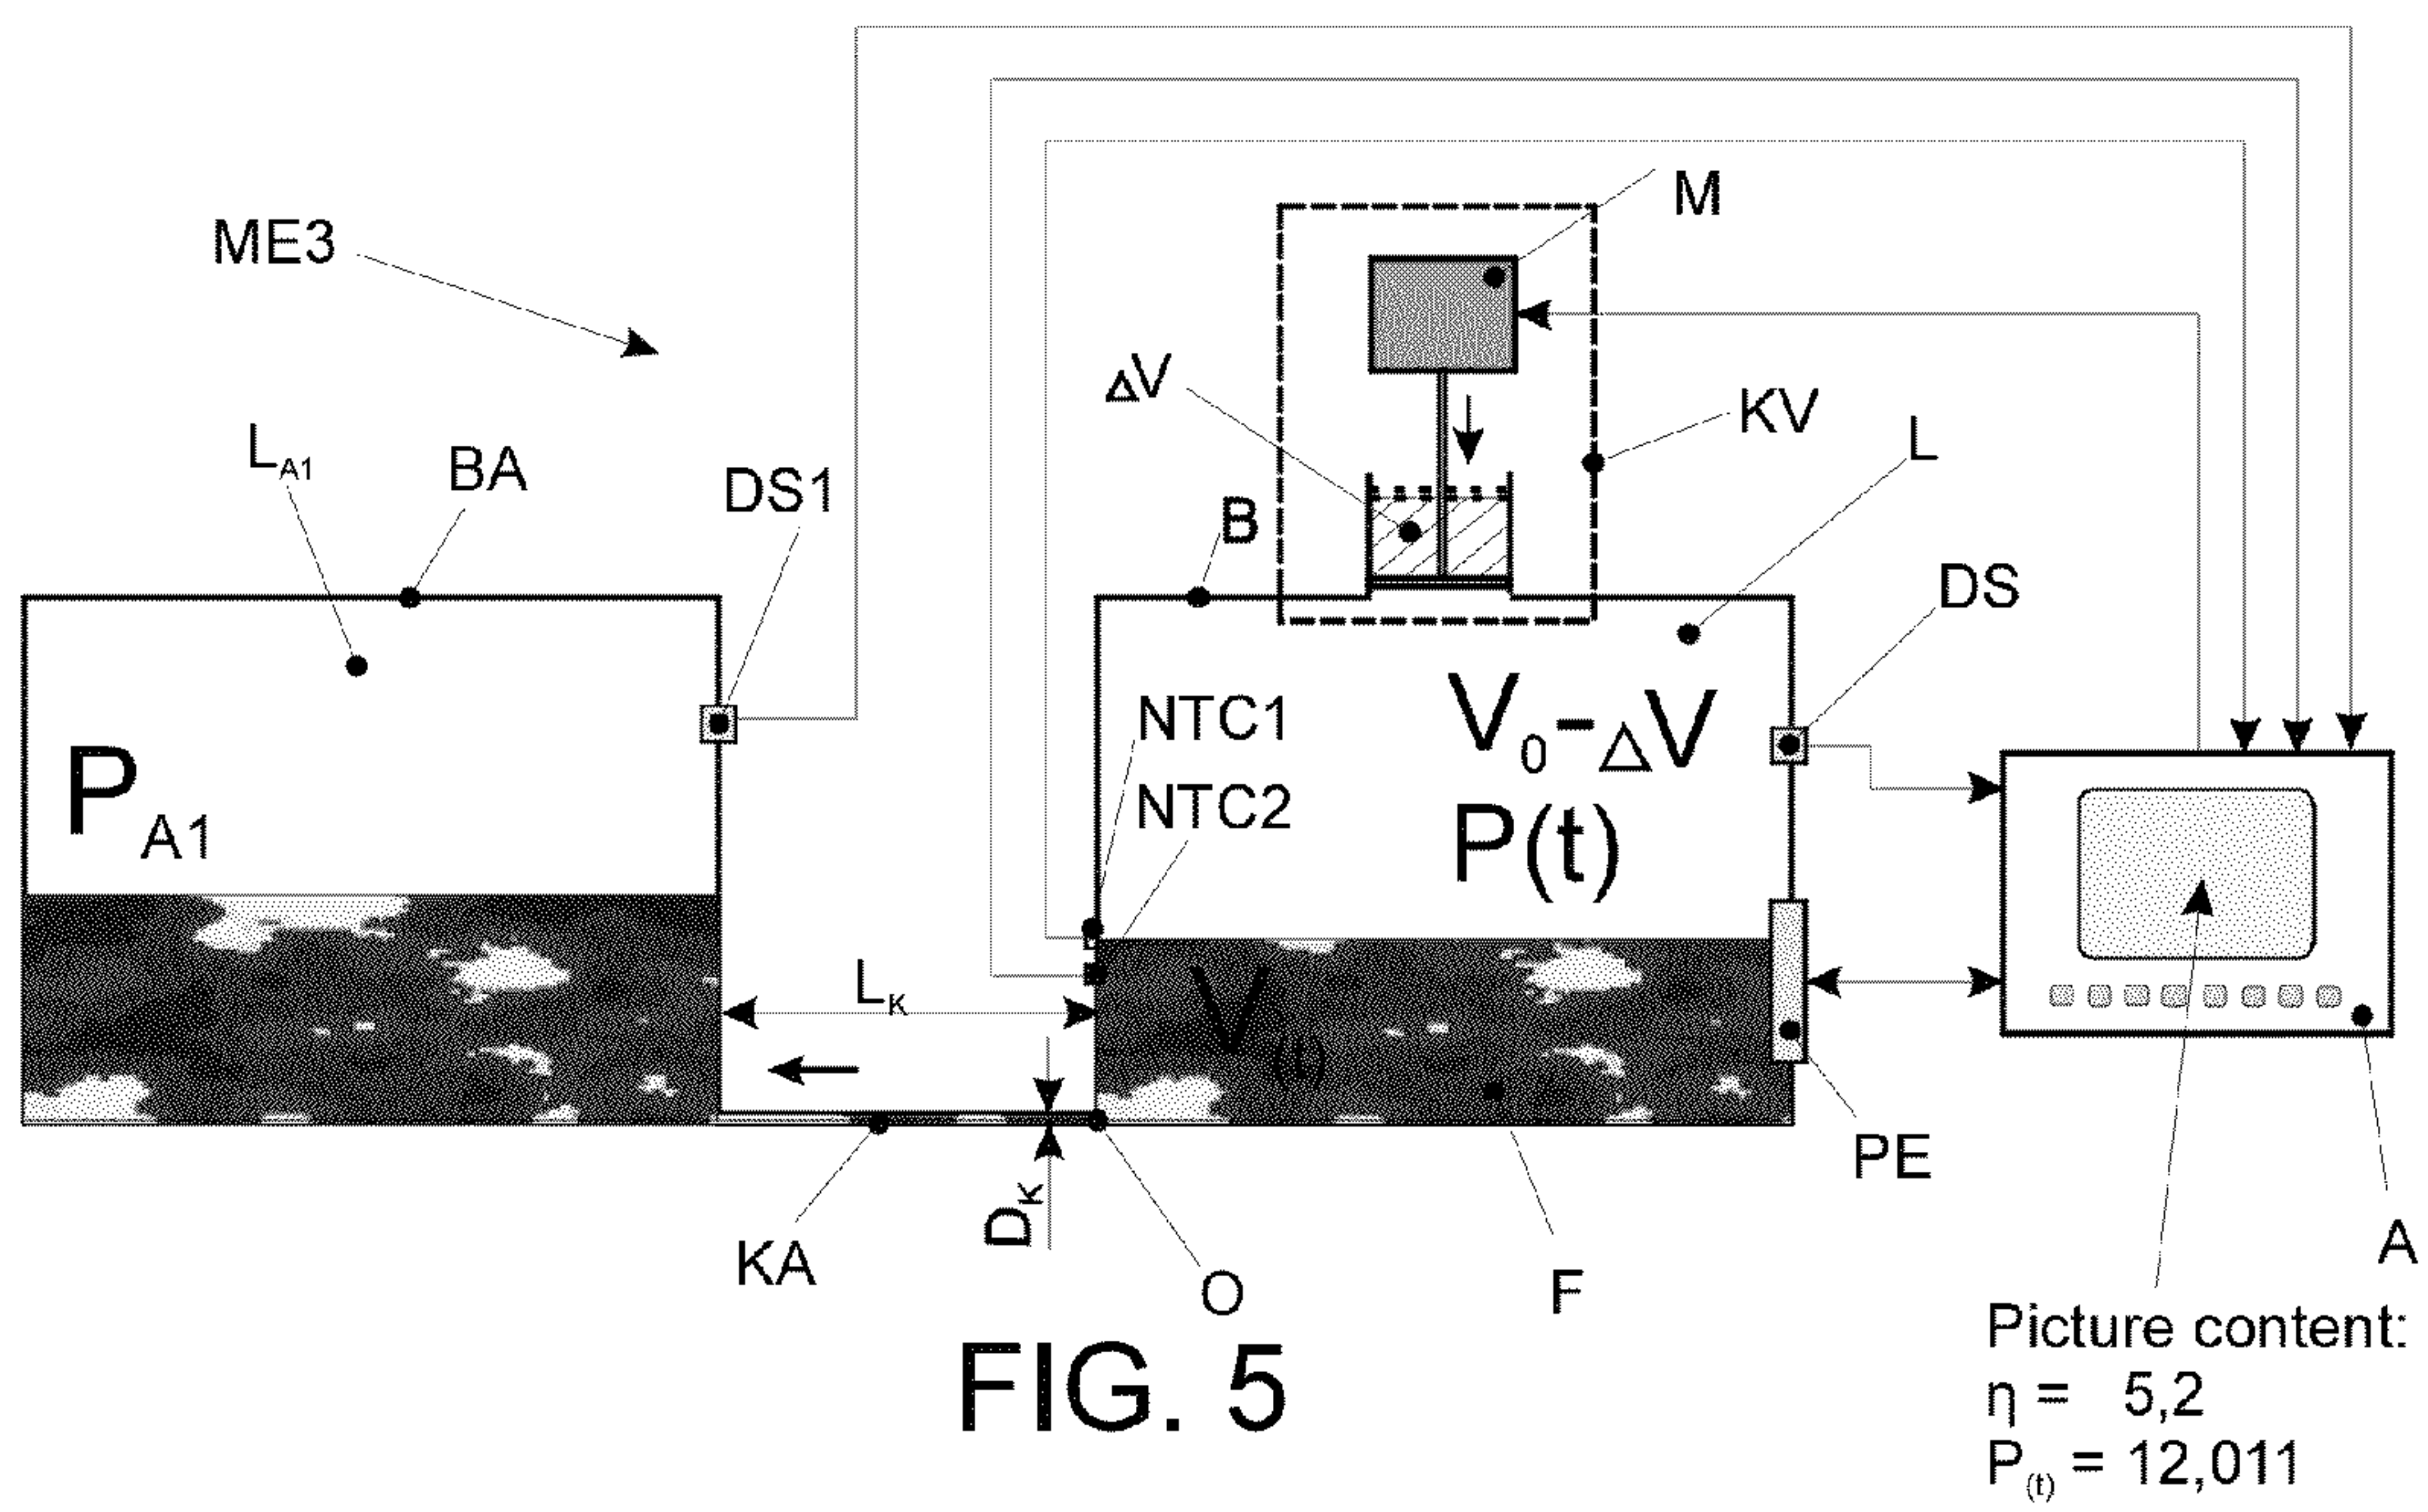 M
ME3
ΔV
KV
L
L_A1
BA
DS1
B
DS
NTC1
V_0-ΔV
P_A1
NTC2
P(t)
L_K
V_(t)
PE
D_K
KA
O
F
A
FIG. 5
Picture content:
η = 5,2
P_(t) = 12,011